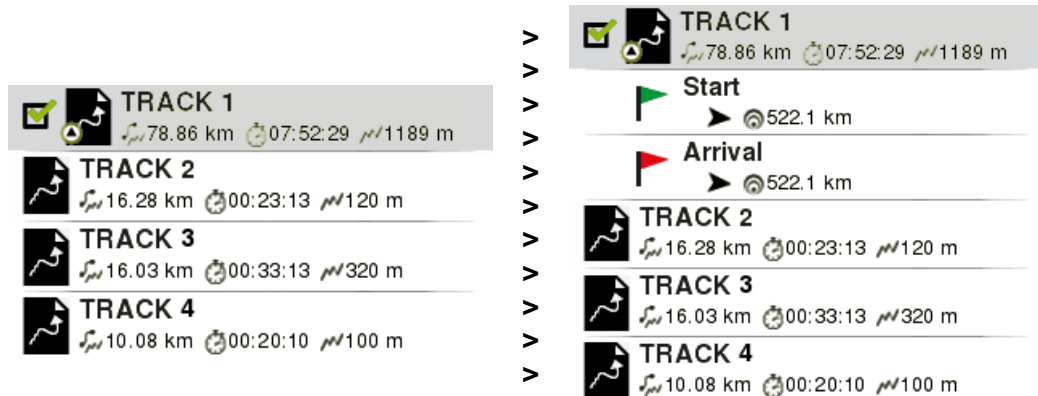 TRACK 1
78.86 km 07:52:29 1189 m
TRACK 2
16.28 km 00:23:13 120 m
TRACK 3
16.03 km 00:33:13 320 m
TRACK 4
10.08 km 00:20:10 100 m
>
>
>
>
>
>
>
>
>
>
>
TRACK 1
78.86 km 07:52:29 1189 m
Start
522.1 km
Arrival
522.1 km
TRACK 2
16.28 km 00:23:13 120 m
TRACK 3
16.03 km 00:33:13 320 m
TRACK 4
10.08 km 00:20:10 100 m